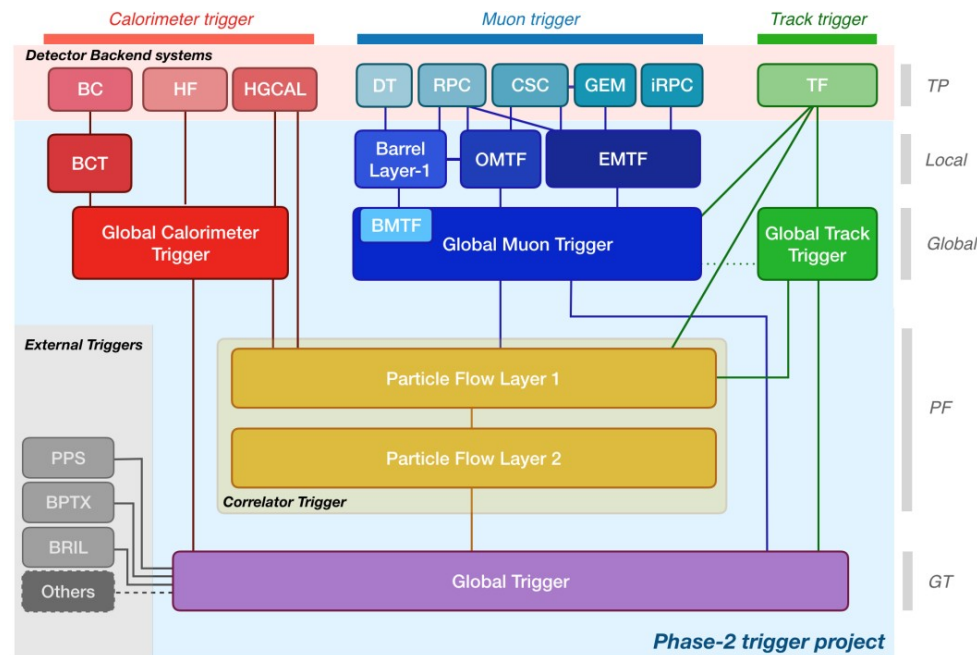 Calorimeter trigger
Muon trigger
Track trigger
Detector Backend systems
BC
HF
HGCAL
DT
RPC
CSC
GEM
iRPC
TF
TP
BCT
Barrel
Layer-1
OMTF
EMTF
Local
Global Calorimeter
Trigger
BMTF
Global Muon Trigger
Global Track
Trigger
Global
External Triggers
Particle Flow Layer 1
PF
Particle Flow Layer 2
Correlator Trigger
PPS
BPTX
BRIL
Others
Global Trigger
GT
Phase-2 trigger project